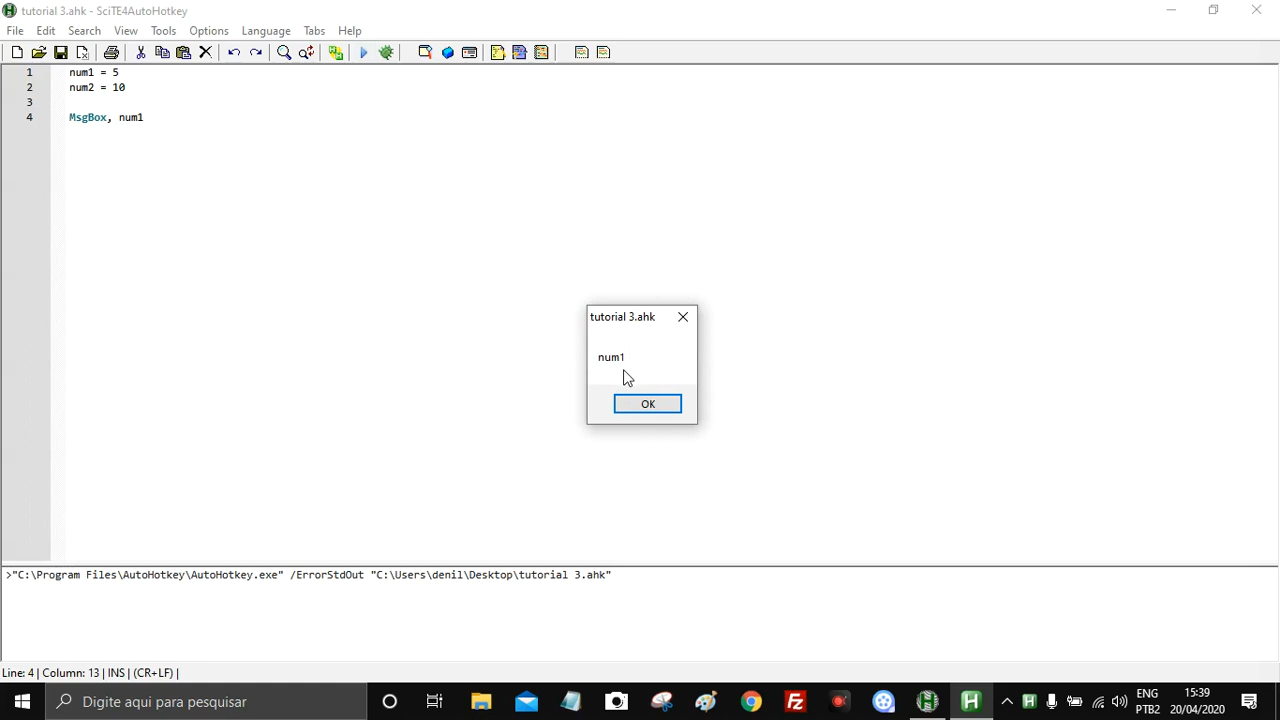 tutorial 3.ahk - SciTE4AutoHotkey
File Edit Search View Tools Options Language Tabs Help
1 num1 = 5
2 num2 = 10
3
4 MsgBox, num1
tutorial 3.ahk
num1
OK
>"C:\Program Files\AutoHotkey\AutoHotkey.exe" /ErrorStdOut "C:\Users\denil\Desktop\tutorial 3.ahk"
Line: 4 | Column: 13 | INS | (CR+LF) |
Digite aqui para pesquisar
ENG
PTB2
15:39
20/04/2020